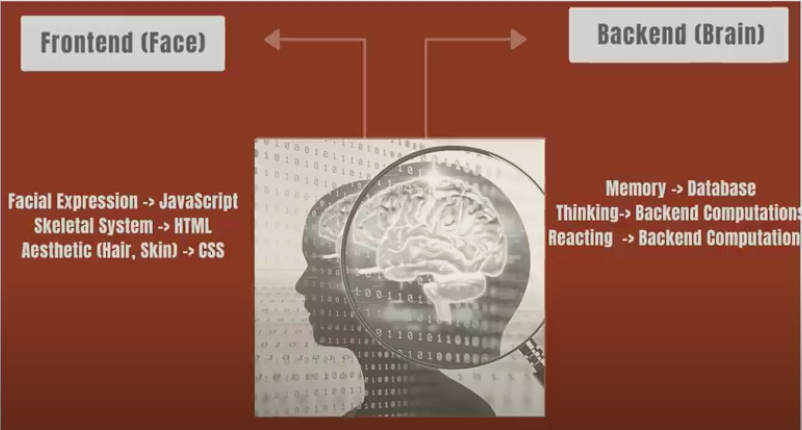 Frontend (Face)
Backend (Brain)
Facial Expression -> JavaScript
Skeletal System -> HTML
Aesthetic (Hair, Skin) -> CSS
Memory -> Database
Thinking-> Backend Computations
Reacting -> Backend Computation